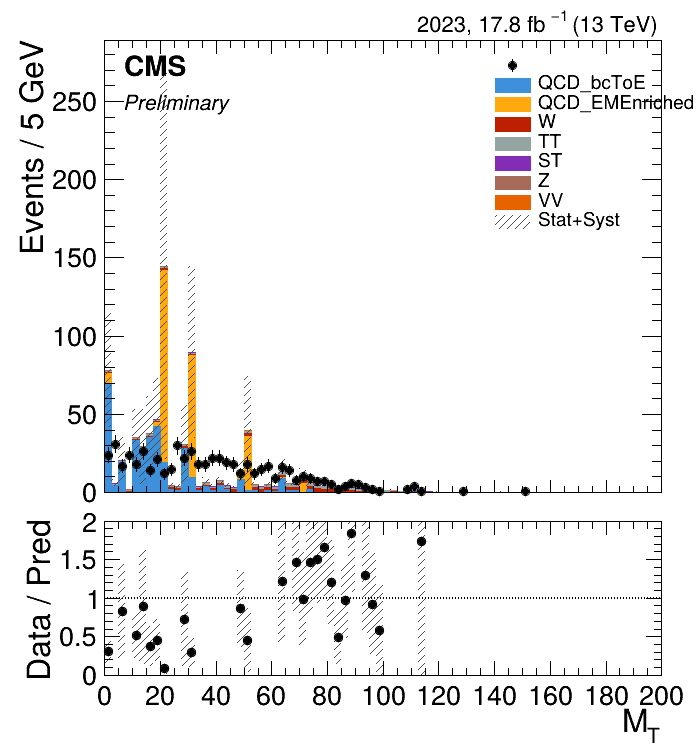 2023, 17.8 fb⁻¹ (13 TeV)
CMS
Preliminary
Events / 5 GeV
250
200
150
100
50
0
QCD_bcToE
QCD_EMEnriched
W
TT
ST
Z
VV
Stat+Syst
Data / Pred
2
1.5
1
0.5
0
0 20 40 60 80 100 120 140 160 180 200
M_T